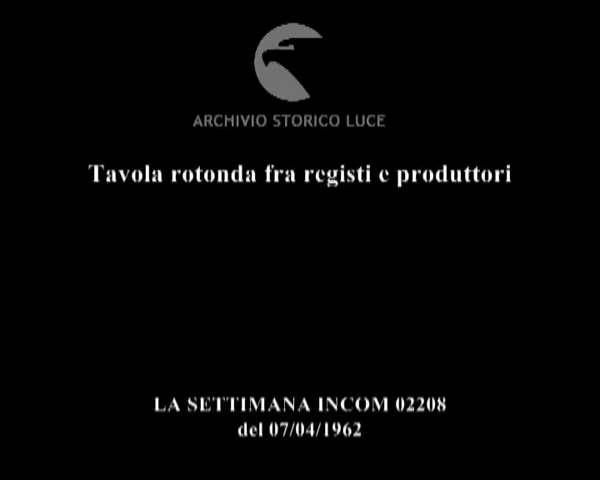 ARCHIVIO STORICO LUCE
Tavola rotonda fra registi e produttori
LA SETTIMANA INCOM 02208
del 07/04/1962